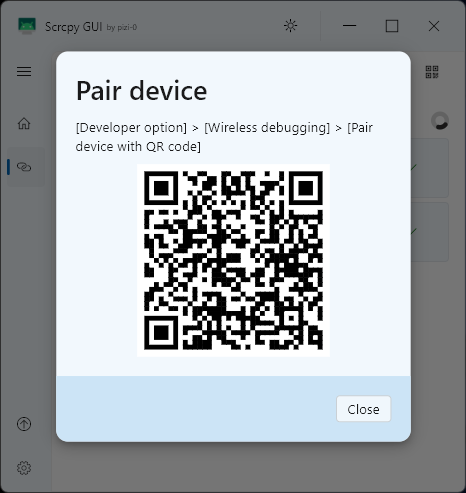 Scrcpy GUI by pizi-0
Pair device
[Developer option] > [Wireless debugging] > [Pair
device with QR code]
Close